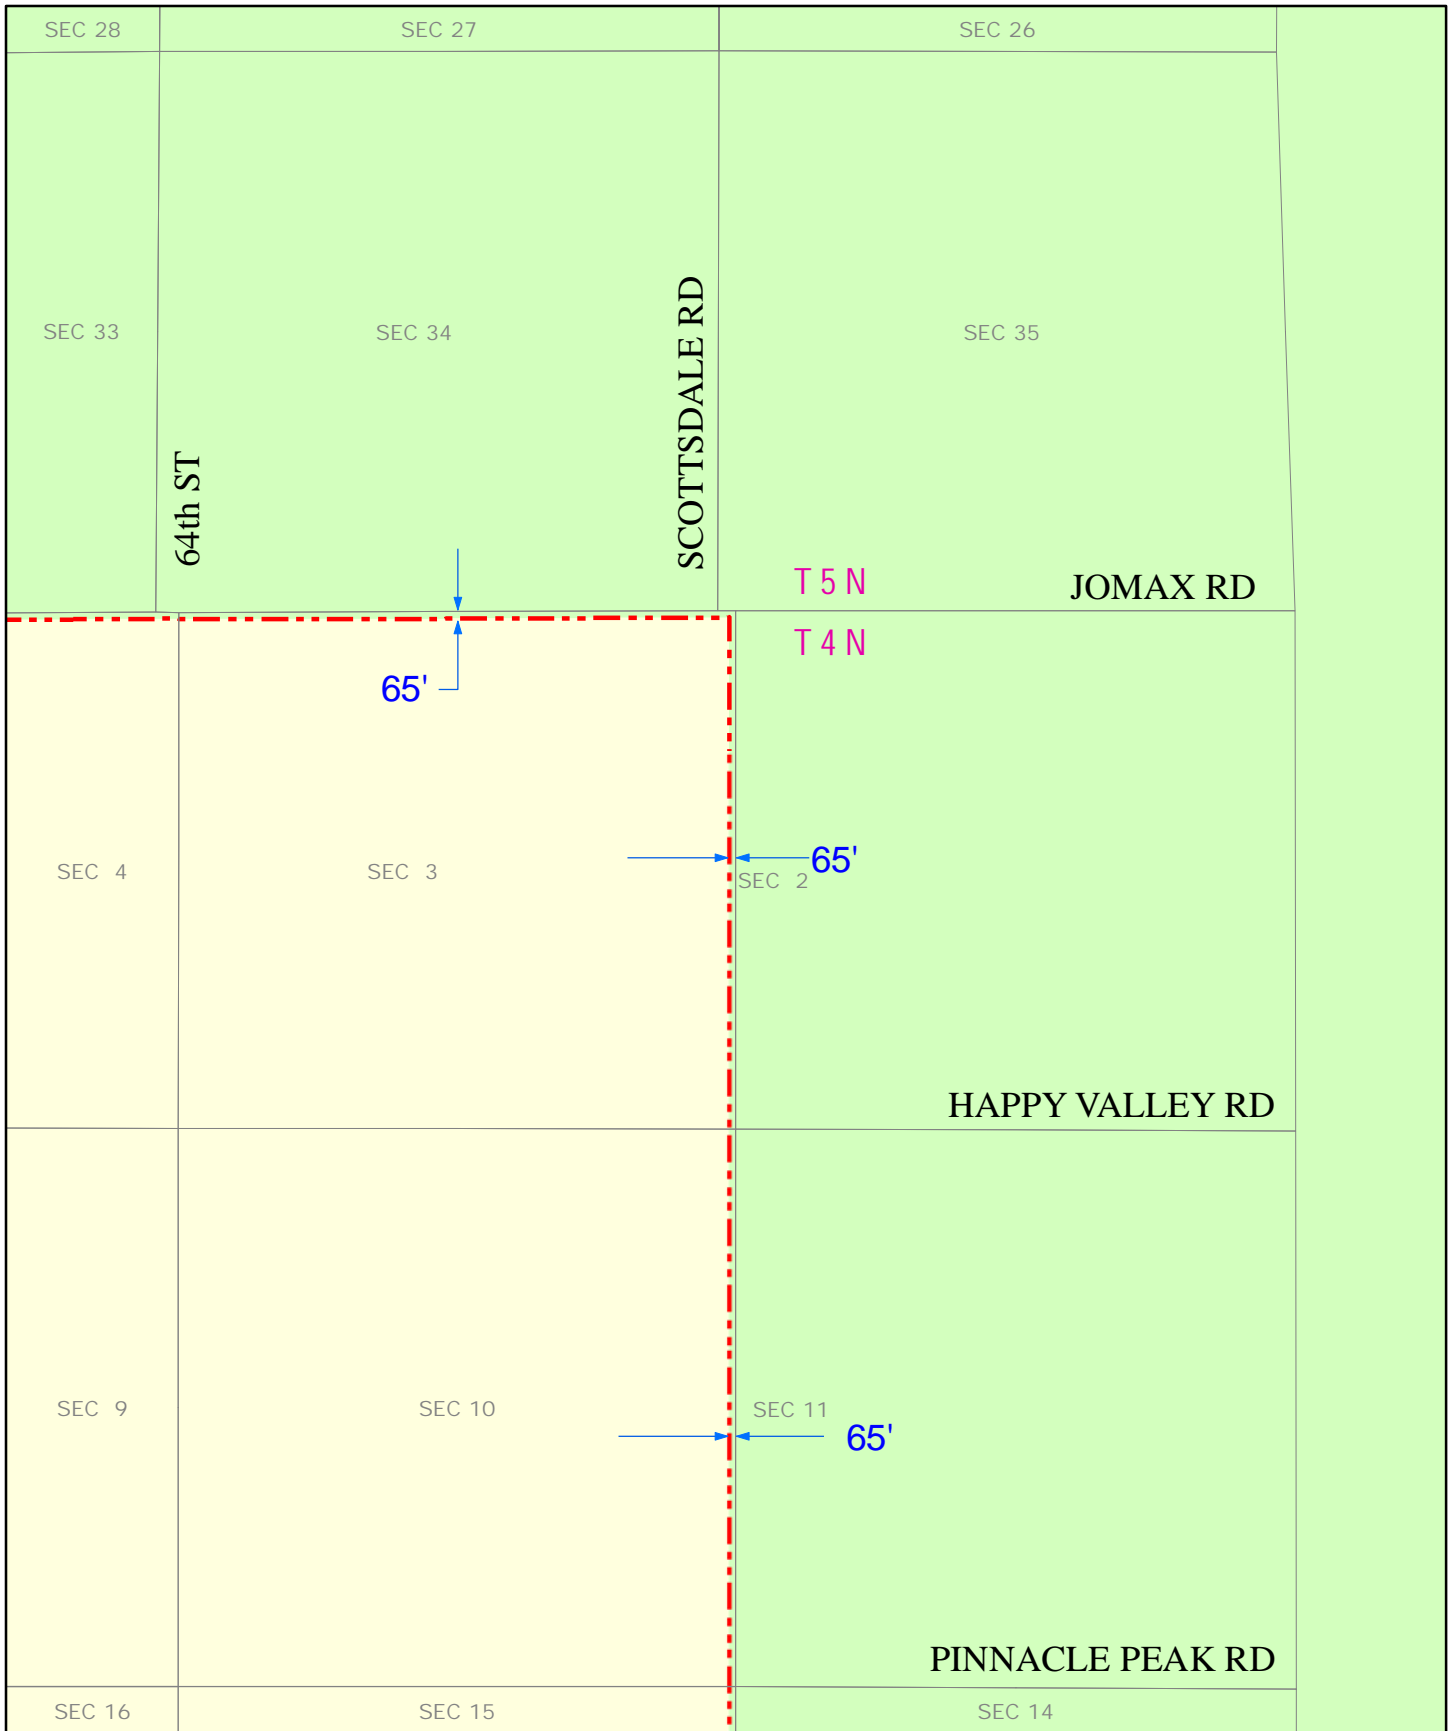 SEC 28
SEC 27
SEC 26
SEC 33
SEC 34
SEC 35
SCOTTSDALE RD
64th ST
T 5 N
JOMAX RD
T 4 N
65'
65'
SEC 4
SEC 3
SEC 2
HAPPY VALLEY RD
SEC 9
SEC 10
SEC 11
65'
PINNACLE PEAK RD
SEC 16
SEC 15
SEC 14